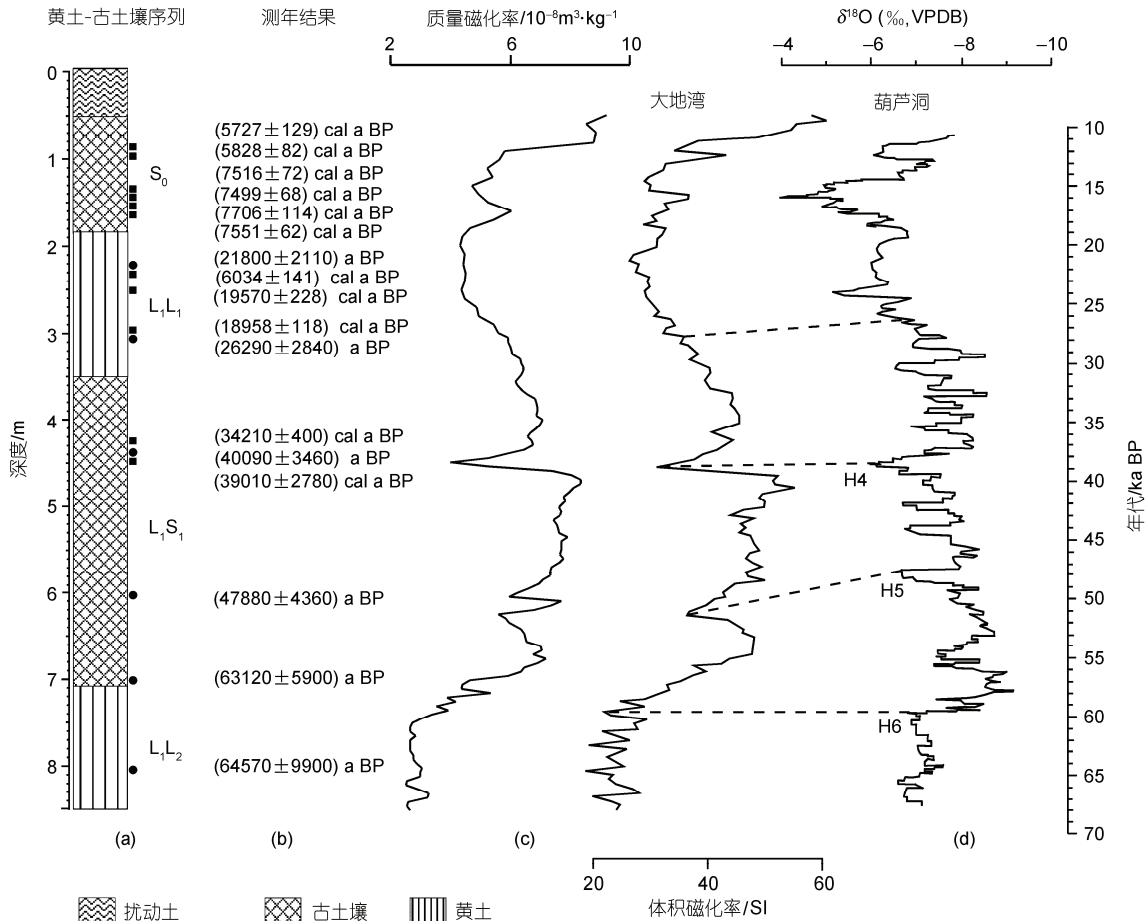 黄土-古土壤序列
测年结果
质量磁化率/10⁻⁸m³·kg⁻¹
δ¹⁸O (‰, VPDB)
2 6 10
−4 −6 −8 −10
大地湾
葫芦洞
深度/m
0
1
2
3
4
5
6
7
8
S₀
L₁L₁
L₁S₁
L₁L₂
(5727±129) cal a BP
(5828±82) cal a BP
(7516±72) cal a BP
(7499±68) cal a BP
(7706±114) cal a BP
(7551±62) cal a BP
(21800±2110) a BP
(6034±141) cal a BP
(19570±228) cal a BP
(18958±118) cal a BP
(26290±2840) a BP
(34210±400) cal a BP
(40090±3460) a BP
(39010±2780) cal a BP
(47880±4360) a BP
(63120±5900) a BP
(64570±9900) a BP
H4
H5
H6
10
15
20
25
30
35
40
45
50
55
60
65
70
年代/ka BP
(a) (b) (c) (d)
20 40 60
体积磁化率/SI
扰动土 古土壤 黄土